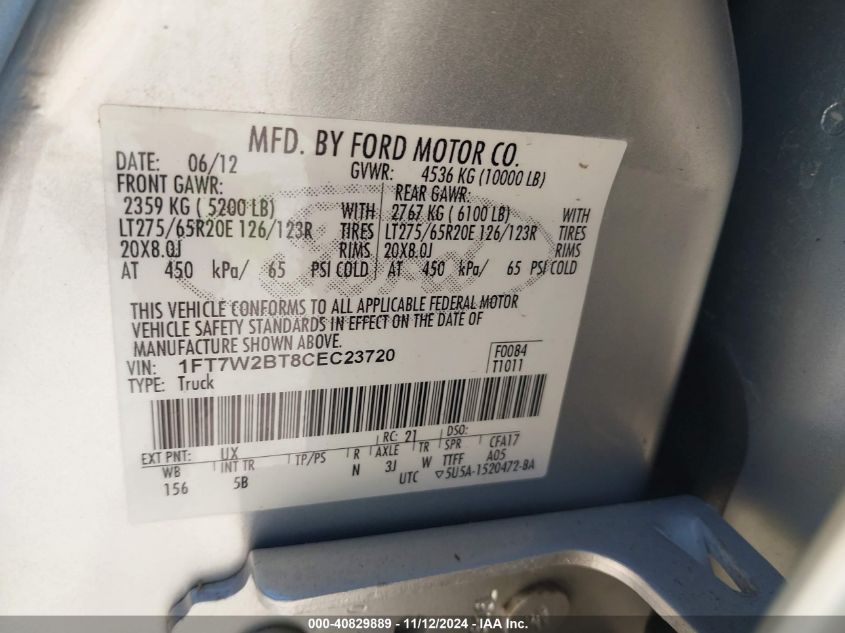 MFD. BY FORD MOTOR CO.
DATE: 06/12 GVWR: 4536 KG (10000 LB)
FRONT GAWR: REAR GAWR:
2359 KG ( 5200 LB) WITH 2767 KG ( 6100 LB) WITH
LT275/65R20E 126/123R TIRES LT275/65R20E 126/123R TIRES
20X8.0J RIMS 20X8.0J RIMS
AT 450 kPa/ 65 PSI COLD AT 450 kPa/ 65 PSI COLD
THIS VEHICLE CONFORMS TO ALL APPLICABLE FEDERAL MOTOR
VEHICLE SAFETY STANDARDS IN EFFECT ON THE DATE OF
MANUFACTURE SHOWN ABOVE.
VIN: 1FT7W2BT8CEC23720 F0084
TYPE: Truck T1011
EXT PNT: UX RC: 21 DSO:
WB INT TR TP/PS R AXLE TR SPR CFA17
156 5B N 3J W TTFF A05
UTC ▽5U5A-1520472-BA
000-40829889 - 11/12/2024 - IAA Inc.